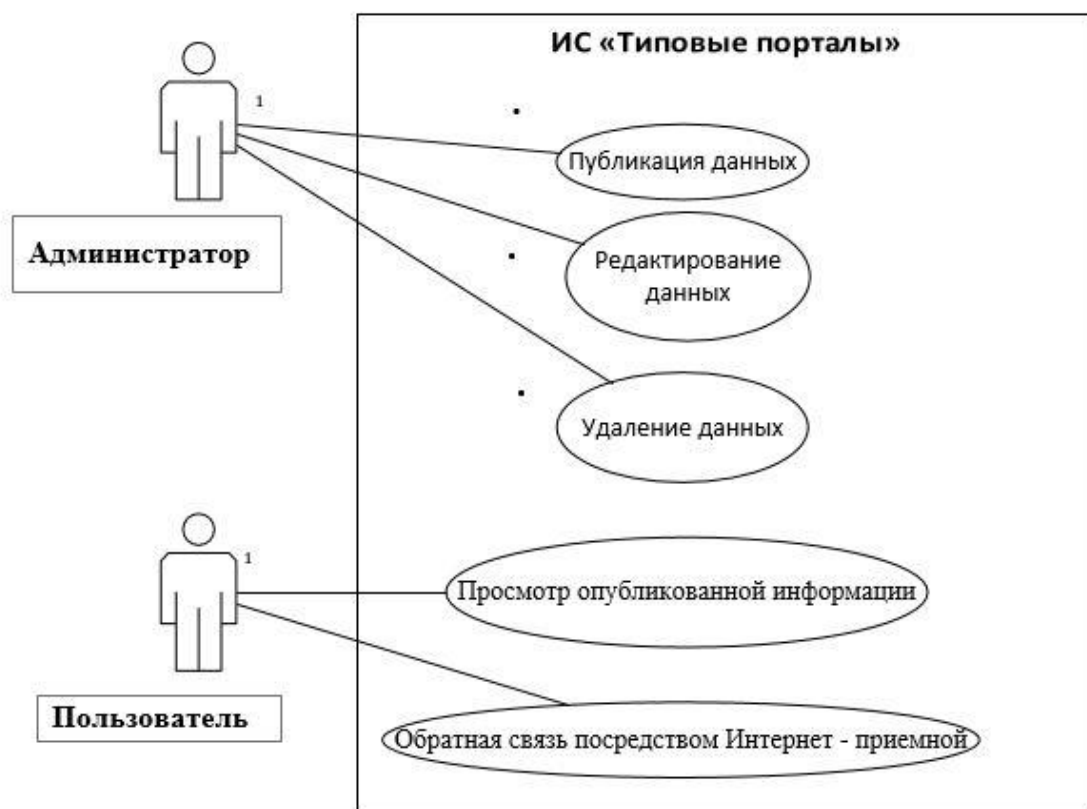 ИС «Типовые порталы»
1
Публикация данных
Администратор
Редактирование
данных
Удаление данных
1
Просмотр опубликованной информации
Пользователь
Обратная связь посредством Интернет - приемной